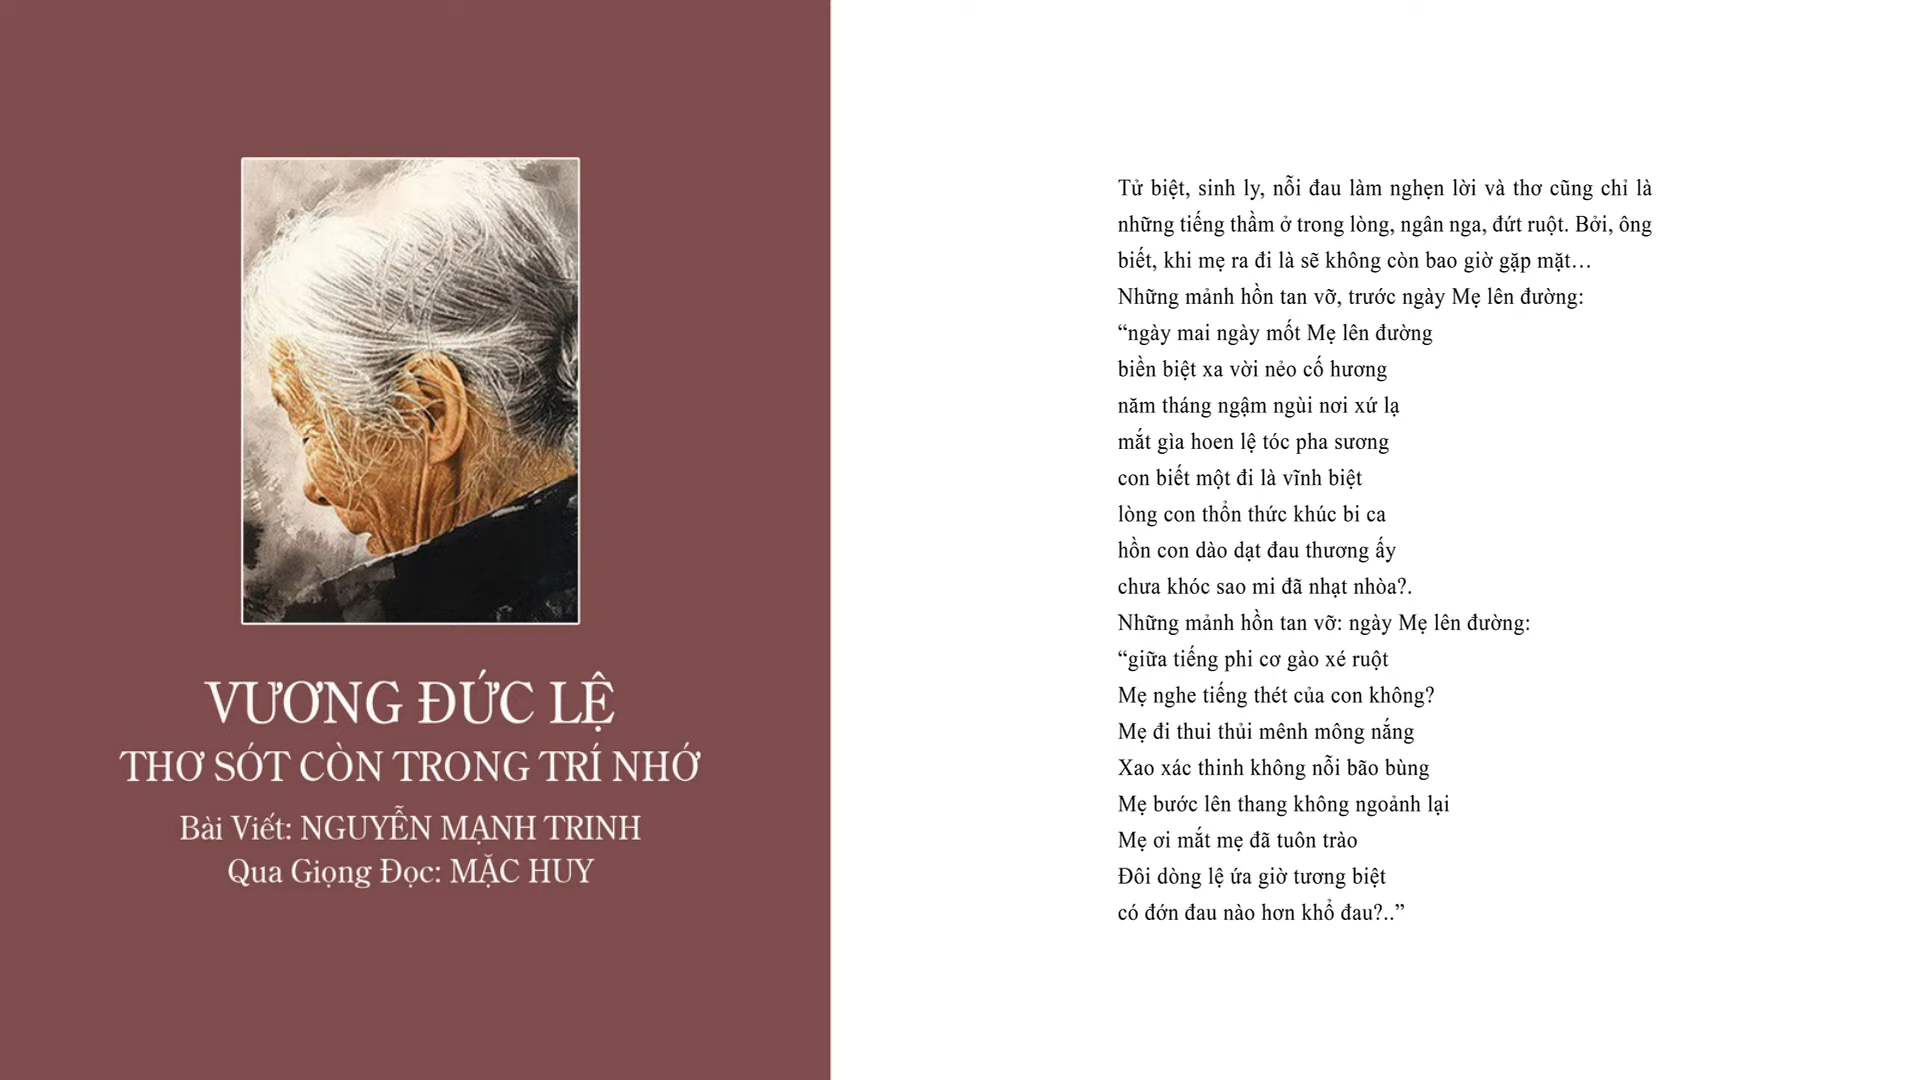 VƯƠNG ĐỨC LỆ
THƠ SÓT CÒN TRONG TRÍ NHỚ
Bài Viết: NGUYỄN MẠNH TRINH
Qua Giọng Đọc: MẶC HUY
Tử biệt, sinh ly, nỗi đau làm nghẹn lời và thơ cũng chỉ là
những tiếng thầm ở trong lòng, ngân nga, đứt ruột. Bởi, ông
biết, khi mẹ ra đi là sẽ không còn bao giờ gặp mặt…
Những mảnh hồn tan vỡ, trước ngày Mẹ lên đường:
“ngày mai ngày mốt Mẹ lên đường
biền biệt xa vời nẻo cố hương
năm tháng ngậm ngùi nơi xứ lạ
mắt gìa hoen lệ tóc pha sương
con biết một đi là vĩnh biệt
lòng con thổn thức khúc bi ca
hồn con dào dạt đau thương ấy
chưa khóc sao mi đã nhạt nhòa?.
Những mảnh hồn tan vỡ: ngày Mẹ lên đường:
“giữa tiếng phi cơ gào xé ruột
Mẹ nghe tiếng thét của con không?
Mẹ đi thui thủi mênh mông nắng
Xao xác thinh không nỗi bão bùng
Mẹ bước lên thang không ngoảnh lại
Mẹ ơi mắt mẹ đã tuôn trào
Đôi dòng lệ ứa giờ tương biệt
có đớn đau nào hơn khổ đau?..”